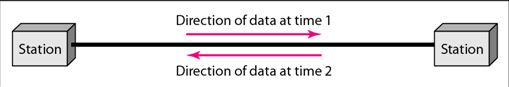 Direction of data at time 1
Station
Station
Direction of data at time 2